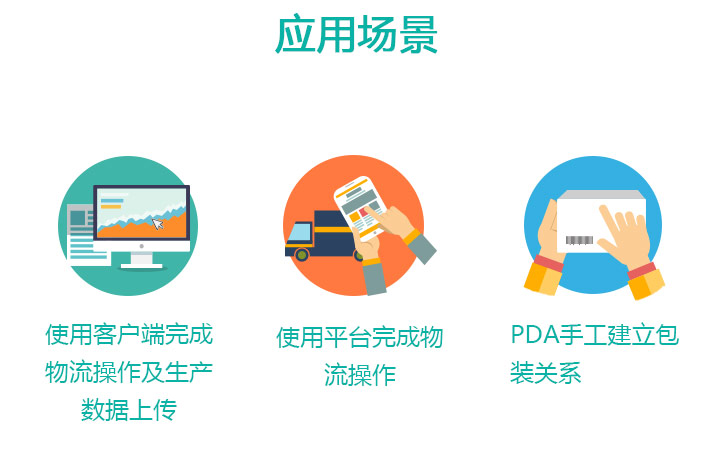 应用场景
使用客户端完成
物流操作及生产
数据上传
使用平台完成物
流操作
PDA手工建立包
装关系